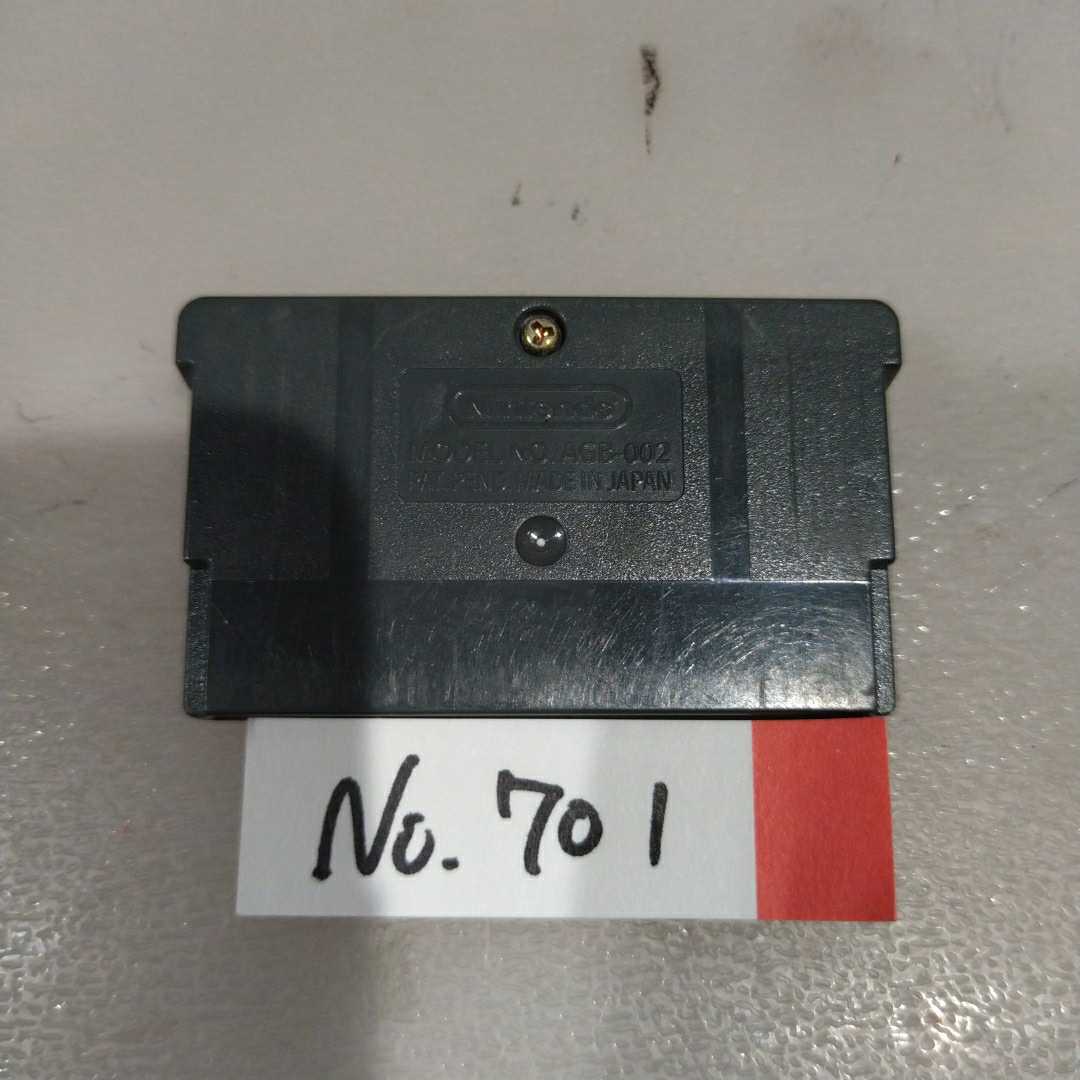 Nintendo
MODEL NO. AGB-002
PAT. PEND. MADE IN JAPAN
No. 701